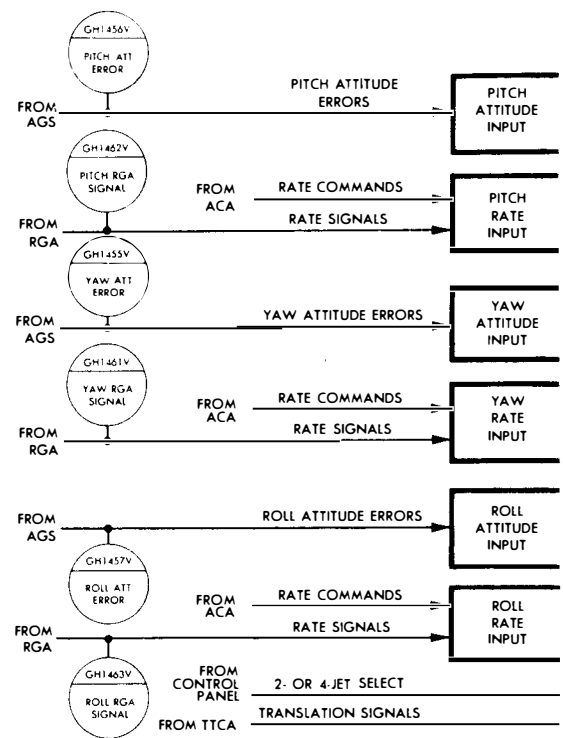 GH1456V
PITCH ATT
ERROR
PITCH ATTITUDE
ERRORS
PITCH
ATTITUDE
INPUT
FROM
AGS
GH1462V
PITCH RGA
SIGNAL
FROM
ACA
RATE COMMANDS
PITCH
RATE
INPUT
FROM
RGA
RATE SIGNALS
GH1455V
YAW ATT
ERROR
FROM
AGS
YAW ATTITUDE ERRORS
YAW
ATTITUDE
INPUT
GH1461V
YAW RGA
SIGNAL
FROM
ACA
RATE COMMANDS
YAW
RATE
INPUT
FROM
RGA
RATE SIGNALS
FROM
AGS
ROLL ATTITUDE ERRORS
ROLL
ATTITUDE
INPUT
GH1457V
ROLL ATT
ERROR
FROM
ACA
RATE COMMANDS
ROLL
RATE
INPUT
FROM
RGA
RATE SIGNALS
GH1463V
ROLL RGA
SIGNAL
FROM
CONTROL
PANEL
2- OR 4-JET SELECT
FROM TTCA
TRANSLATION SIGNALS